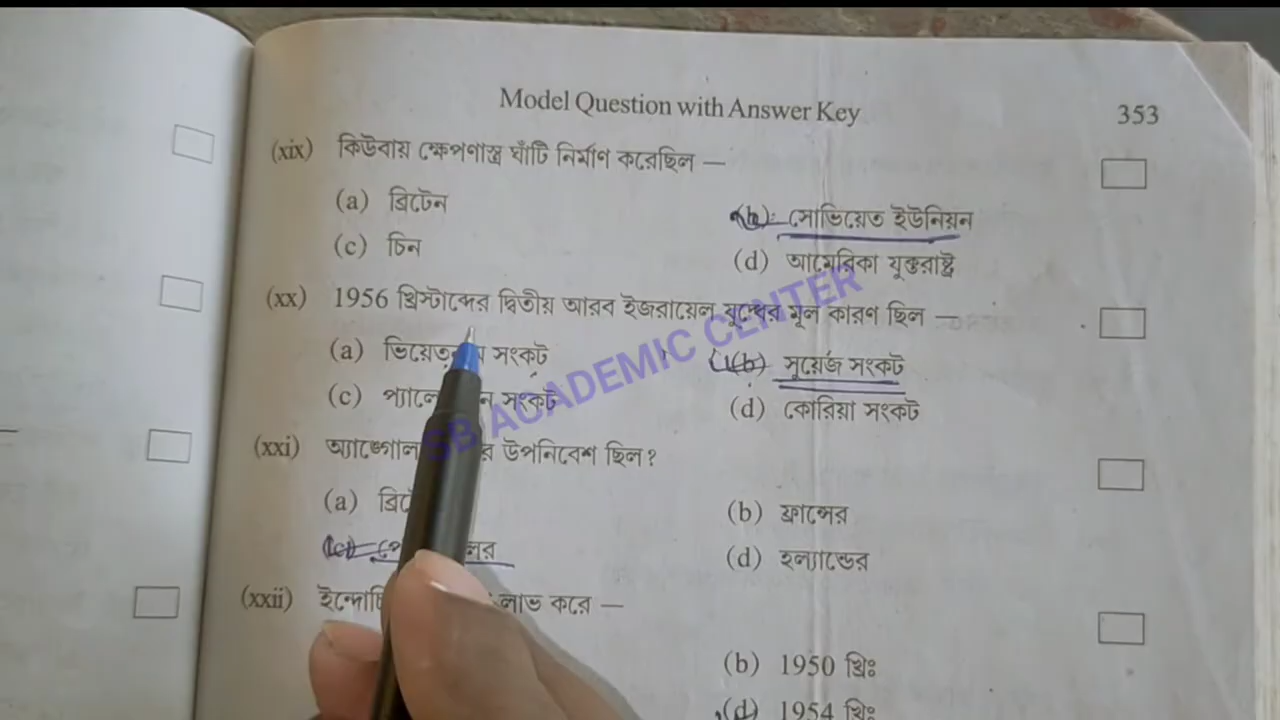 Model Question with Answer Key 353
(xix) কিউবায় ক্ষেপণাস্ত্র ঘাঁটি নির্মাণ করেছিল —
(a) ব্রিটেন (b) সোভিয়েত ইউনিয়ন
(c) চিন (d) আমেরিকা যুক্তরাষ্ট্র
(xx) 1956 খ্রিস্টাব্দের দ্বিতীয় আরব ইজরায়েল যুদ্ধের মূল কারণ ছিল —
(a) সংকট (b) সুয়েজ সংকট
(c) সংকট (d) কোরিয়া সংকট
(xxi) উপনিবেশ ছিল?
(a) (b) ফ্রান্সের
(c) (d) হল্যান্ডের
(xxii) লাভ করে —
(b) 1950 খ্রিঃ
(d) 1954 খ্রিঃ
SB ACADEMIC CENTER